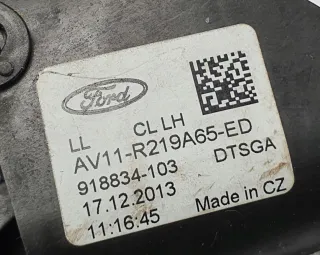 Ford
LL CL LH
AV11-R219A65-ED
918834-103 DTSGA
17.12.2013
11:16:45 Made in CZ